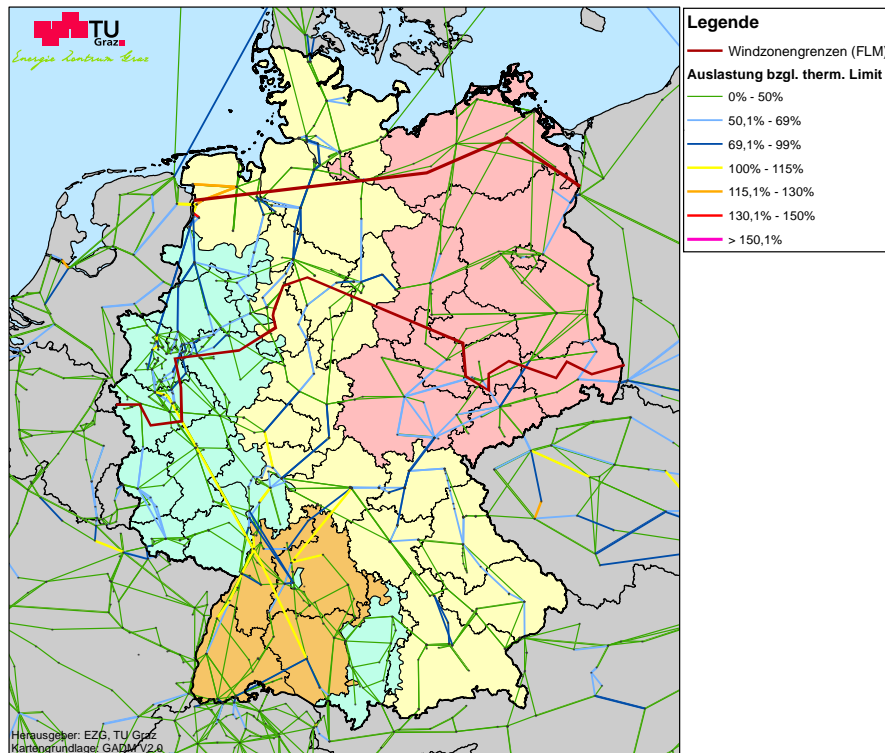 TU
Graz
Energie Zentrum Graz
Herausgeber: EZG, TU Graz
Kartengrundlage: GADM V2.0
Legende
Windzonengrenzen (FLM)
Auslastung bzgl. therm. Limit
0% - 50%
50,1% - 69%
69,1% - 99%
100% - 115%
115,1% - 130%
130,1% - 150%
> 150,1%